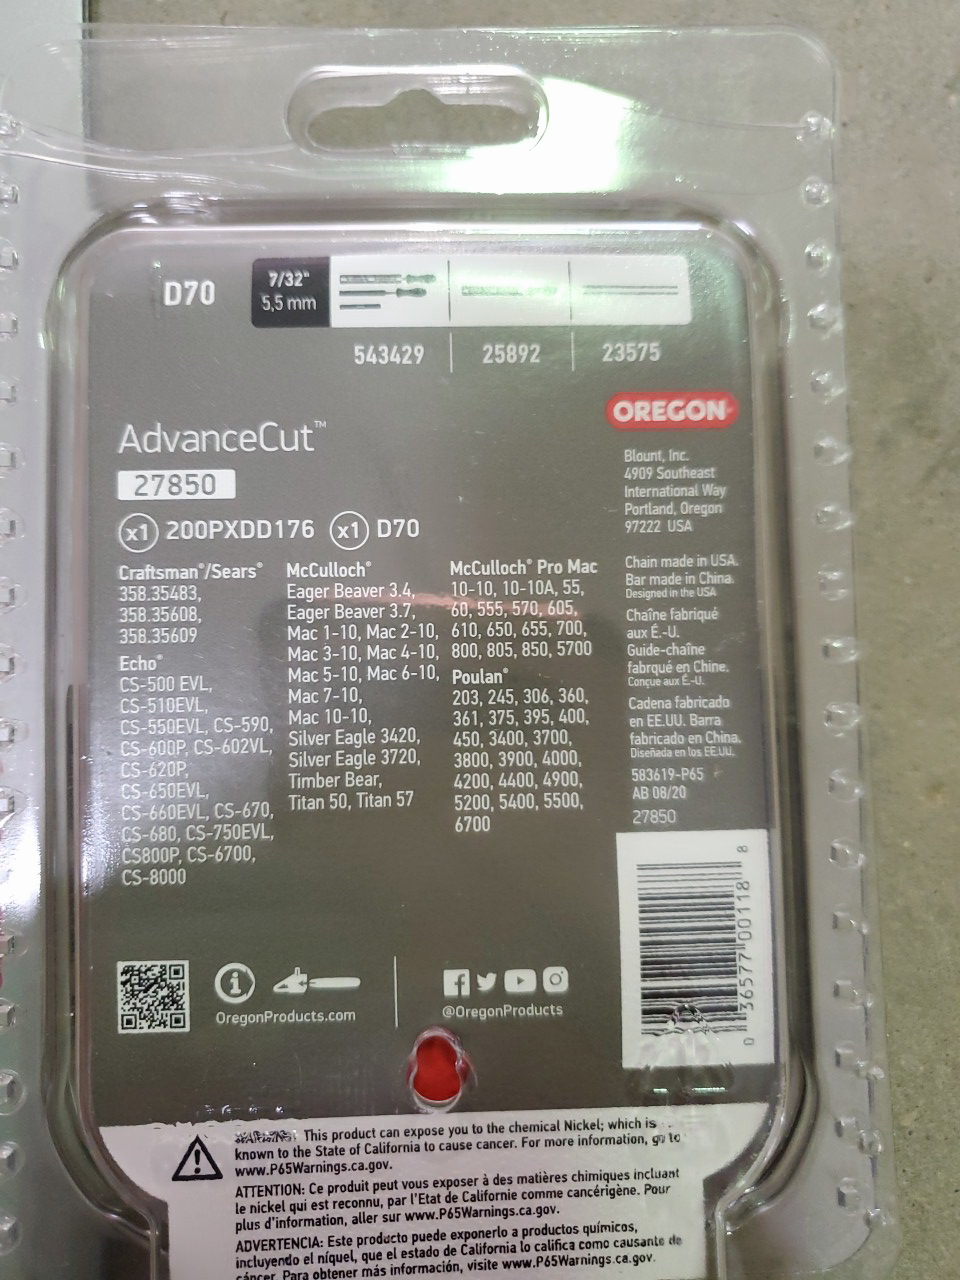 D70
7/32"
5,5 mm
543429
25892
23575
OREGON
AdvanceCut™
27850
x1 200PXDD176 x1 D70
Craftsman®/Sears®
358.35483,
358.35608,
358.35609
Echo®
CS-500 EVL,
CS-510EVL,
CS-550EVL, CS-590,
CS-600P, CS-602VL,
CS-620P,
CS-650EVL,
CS-660EVL, CS-670,
CS-680, CS-750EVL,
CS800P, CS-6700,
CS-8000
McCulloch®
Eager Beaver 3.4,
Eager Beaver 3.7,
Mac 1-10, Mac 2-10,
Mac 3-10, Mac 4-10,
Mac 5-10, Mac 6-10,
Mac 7-10,
Mac 10-10,
Silver Eagle 3420,
Silver Eagle 3720,
Timber Bear,
Titan 50, Titan 57
McCulloch® Pro Mac
10-10, 10-10A, 55,
60, 555, 570, 605,
610, 650, 655, 700,
800, 805, 850, 5700
Poulan®
203, 245, 306, 360,
361, 375, 395, 400,
450, 3400, 3700,
3800, 3900, 4000,
4200, 4400, 4900,
5200, 5400, 5500,
6700
Blount, Inc.
4909 Southeast
International Way
Portland, Oregon
97222 USA
Chain made in USA.
Bar made in China.
Designed in the USA
Chaîne fabriqué
aux É.-U.
Guide-chaîne
fabrqué en Chine.
Conçue aux É.-U.
Cadena fabricado
en EE.UU. Barra
fabricado en China.
Diseñada en los EE.UU.
583619-P65
AB 08/20
27850
0 36577 00118 8
OregonProducts.com
@OregonProducts
WARNING: This product can expose you to the chemical Nickel; which is
known to the State of California to cause cancer. For more information, go to
www.P65Warnings.ca.gov.
ATTENTION: Ce produit peut vous exposer à des matières chimiques incluant
le nickel qui est reconnu, par l'Etat de Californie comme cancérigène. Pour
plus d'information, aller sur www.P65Warnings.ca.gov.
ADVERTENCIA: Este producto puede exponerlo a productos químicos,
incluyendo el níquel, que el estado de California lo califica como causante de
cáncer. Para obtener más información, visite www.P65Warnings.ca.gov.